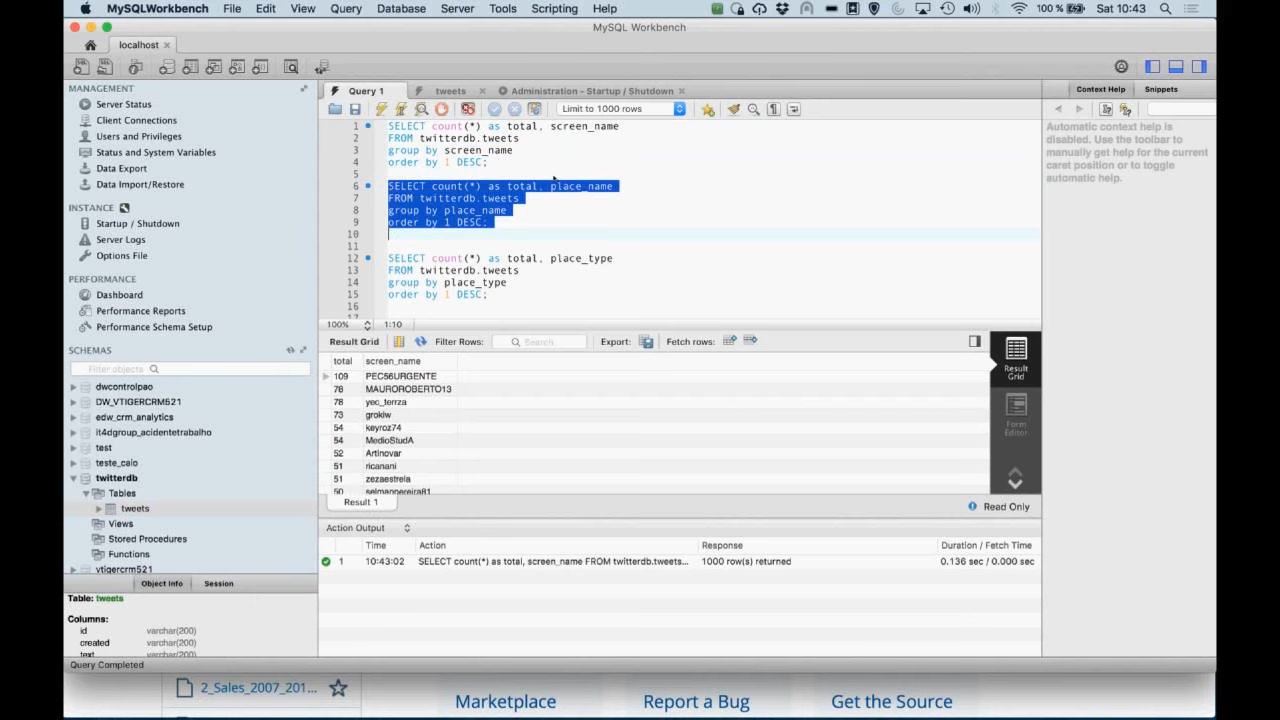 MySQLWorkbench File Edit View Query Database Server Tools Scripting Help 100 % Sat 10:43
MySQL Workbench
localhost
MANAGEMENT
Server Status
Client Connections
Users and Privileges
Status and System Variables
Data Export
Data Import/Restore
INSTANCE
Startup / Shutdown
Server Logs
Options File
PERFORMANCE
Dashboard
Performance Reports
Performance Schema Setup
SCHEMAS
Filter objects
dwcontrolpao
DW_VTIGERCRM521
edw_crm_analytics
it4dgroup_acidentetrabalho
test
teste_caio
twitterdb
Tables
tweets
Views
Stored Procedures
Functions
vtigercrm521
Object Info Session
Table: tweets
Columns:
id varchar(200)
created varchar(200)
text varchar(200)
Query Completed
Query 1 tweets Administration - Startup / Shutdown
Limit to 1000 rows
1 SELECT count(*) as total, screen_name
2 FROM twitterdb.tweets
3 group by screen_name
4 order by 1 DESC;
5
6 SELECT count(*) as total, place_name
7 FROM twitterdb.tweets
8 group by place_name
9 order by 1 DESC;
10
11
12 SELECT count(*) as total, place_type
13 FROM twitterdb.tweets
14 group by place_type
15 order by 1 DESC;
16
17
100% 1:10
Result Grid Filter Rows: Search Export: Fetch rows:
total screen_name
109 PEC56URGENTE
78 MAUROROBERTO13
78 yec_terrza
73 grokiw
54 keyroz74
54 MedioStudA
52 ArtInovar
51 ricanani
51 zezaestrela
50 selmanpereira81
Result Grid
Form Editor
Result 1 Read Only
Action Output
Time Action Response Duration / Fetch Time
1 10:43:02 SELECT count(*) as total, screen_name FROM twitterdb.tweets... 1000 row(s) returned 0.136 sec / 0.000 sec
Context Help Snippets
Automatic context help is
disabled. Use the toolbar to
manually get help for the current
caret position or to toggle
automatic help.
2_Sales_2007_201...
Marketplace Report a Bug Get the Source